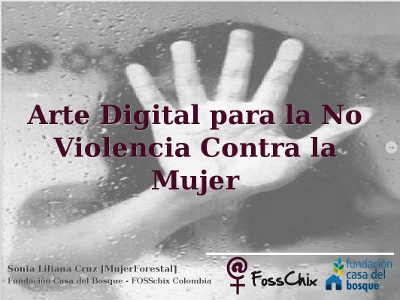 Arte Digital para la No
Violencia Contra la
Mujer
Sonia Liliana Cruz [MujerForestal]
Fundación Casa del Bosque - FOSSchix Colombia
FossChix
fundación
casa del
bosque